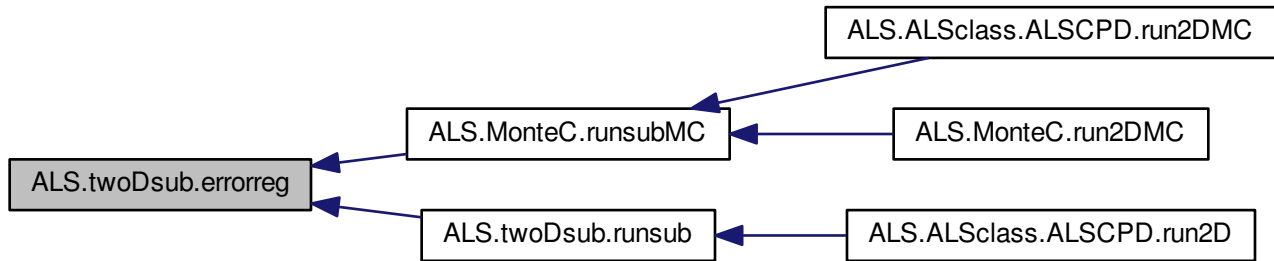 ALS.ALSclass.ALSCPD.run2DMC
ALS.MonteC.runsubMC
ALS.MonteC.run2DMC
ALS.twoDsub.errorreg
ALS.twoDsub.runsub
ALS.ALSclass.ALSCPD.run2D